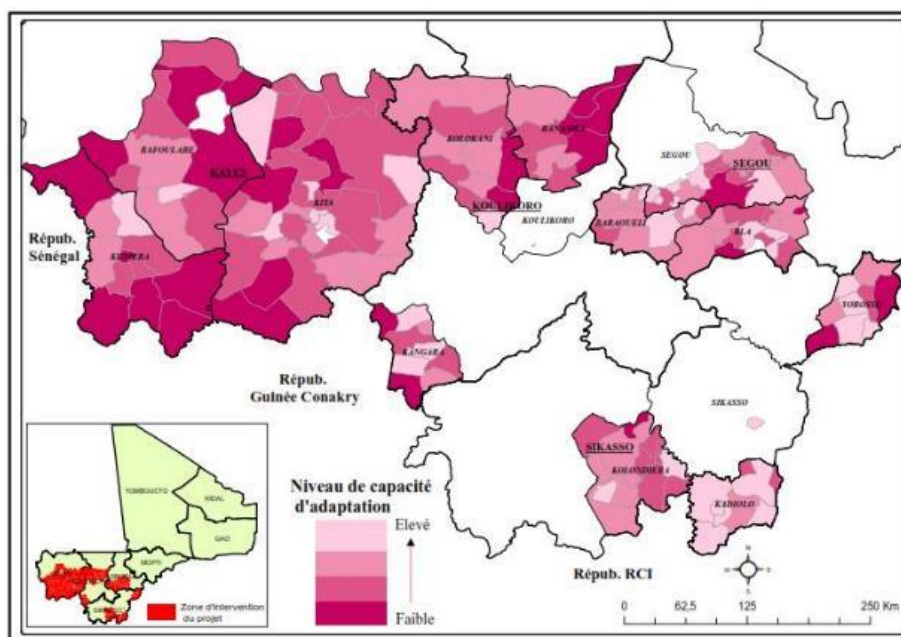 BAFOULABE
KAYES
KITA
KENIEBA
Répub.
Sénégal
KOLOKANI
BANAMBA
KOULIKORO
KOULIKORO
SEGOU
SEGOU
BARAOUELI
BLA
YOROSSO
KANGABA
Répub.
Guinée Conakry
SIKASSO
SIKASSO
KOLONDIEBA
KADIOLO
Répub. RCI
Niveau de capacité
d'adaptation
Elevé
Faible
TOMBOUCTO
KIDAL
GAO
MOPTI
Zone d'intervention
du projet
N
W
E
S
0
62,5
125
250 Km